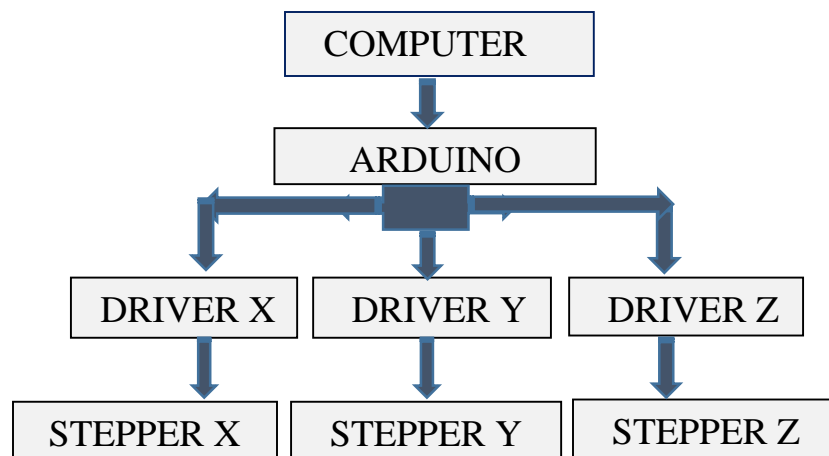 COMPUTER
ARDUINO
DRIVER X
DRIVER Y
DRIVER Z
STEPPER X
STEPPER Y
STEPPER Z